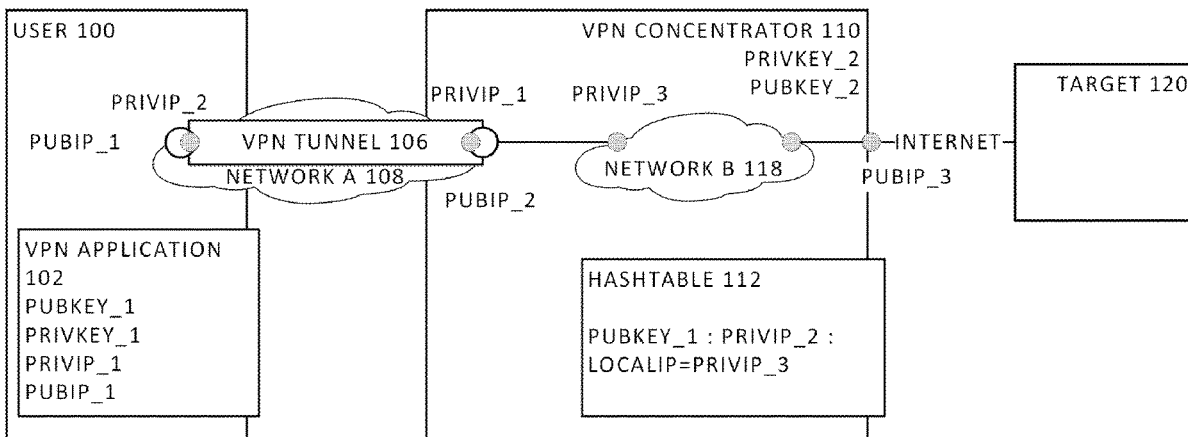 USER 100
VPN CONCENTRATOR 110
PRIVKEY_2
PUBKEY_2
TARGET 120
PRIVIP_2
PRIVIP_1
PRIVIP_3
PUBIP_1
VPN TUNNEL 106
NETWORK A 108
PUBIP_2
NETWORK B 118
INTERNET
PUBIP_3
VPN APPLICATION
102
PUBKEY_1
PRIVKEY_1
PRIVIP_1
PUBIP_1
HASHTABLE 112
PUBKEY_1 : PRIVIP_2 :
LOCALIP=PRIVIP_3